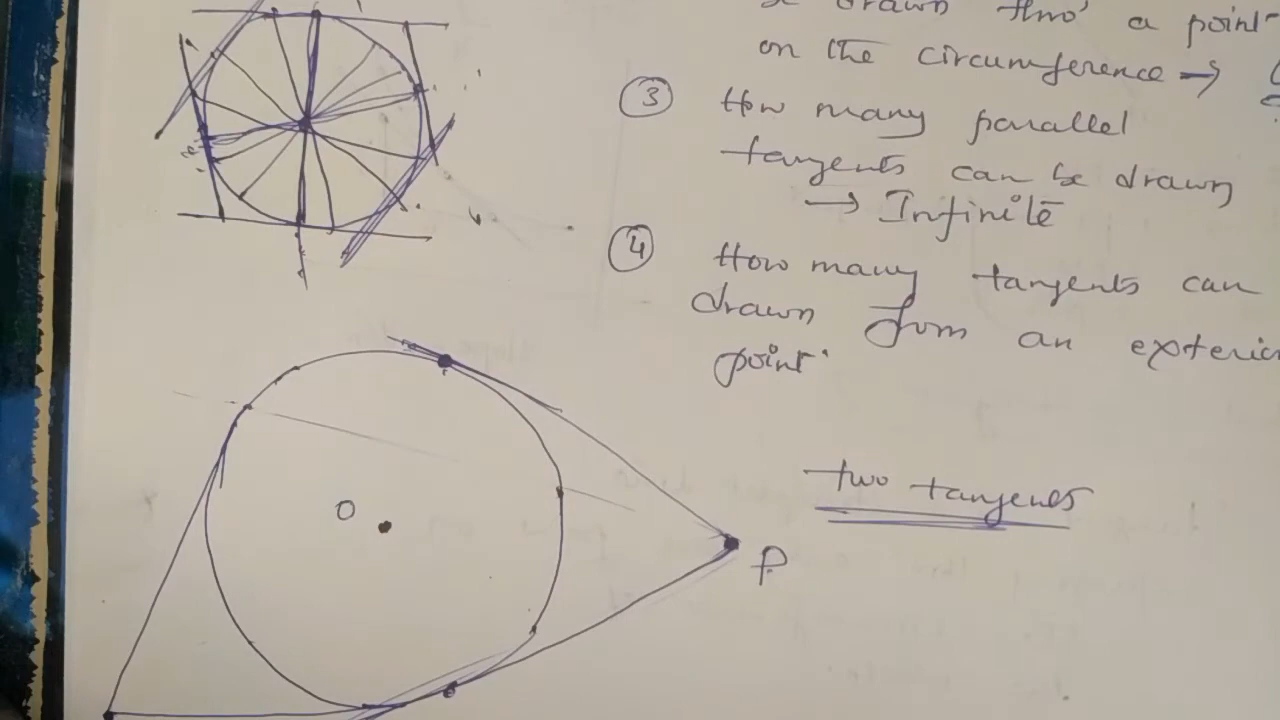 drawn thro' a point
on the circumference →
③ How many parallel
tangents can be drawn
→ Infinite
④ How many tangents can
drawn from an exterior
point.
two tangents
O
P